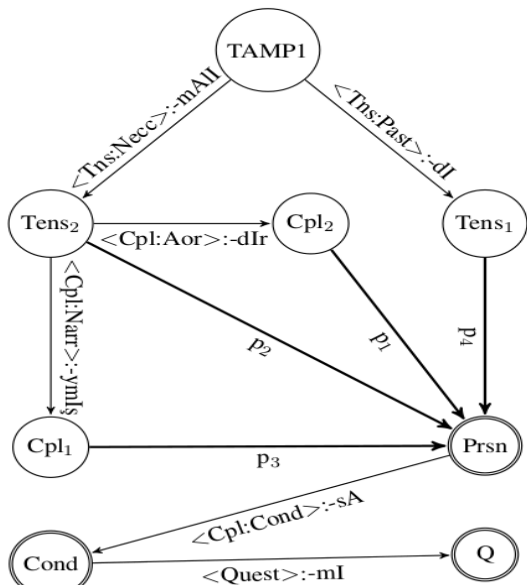 TAMP1
<Tns:Necc>:-mAlI
<Tns:Past>:-dI
Tens2
<Cpl:Aor>:-dIr
Cpl2
Tens1
<Cpl:Narr>:-ymIş
p2
p1
p4
Cpl1
p3
Prsn
<Cpl:Cond>:-sA
Cond
<Quest>:-mI
Q